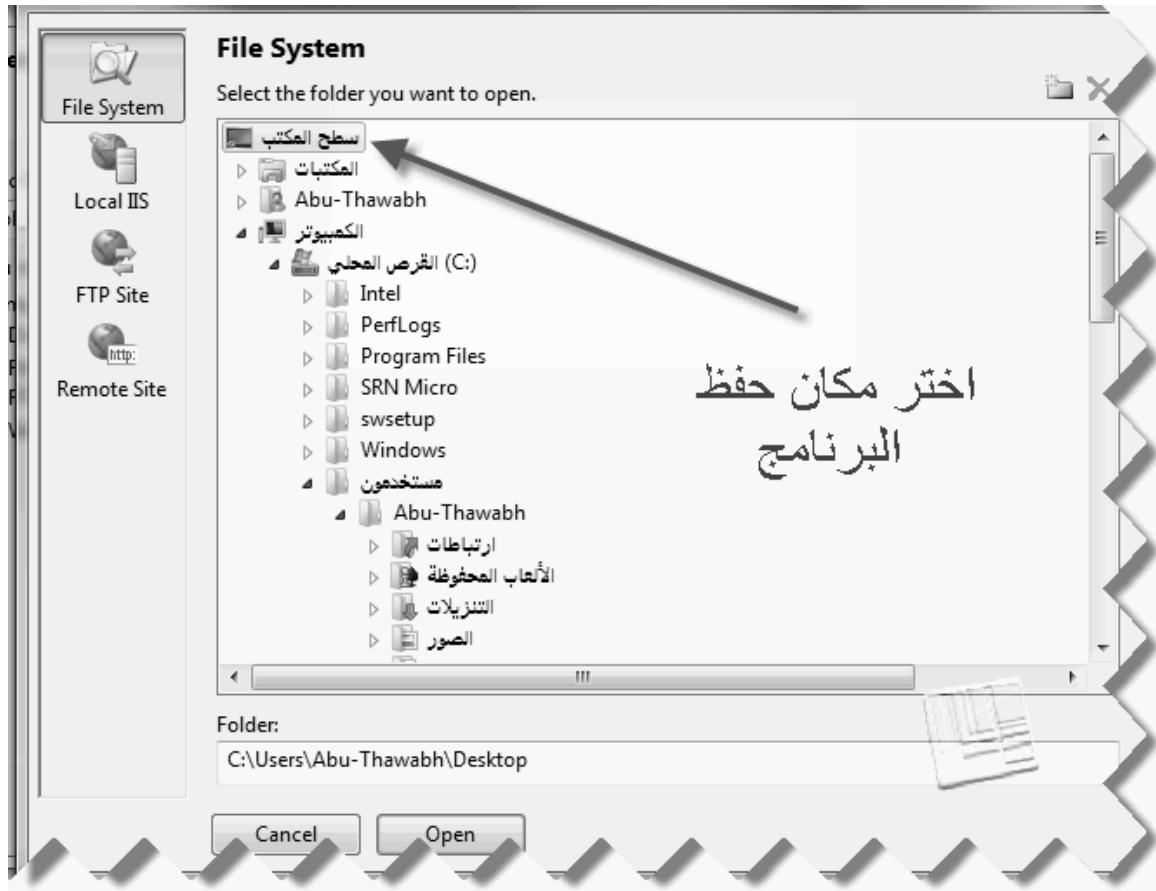 File System
Local IIS
FTP Site
http:
Remote Site
File System
Select the folder you want to open.
سطح المكتب
المكتبات
Abu-Thawabh
الكمبيوتر
القرص المحلي (C:)
Intel
PerfLogs
Program Files
SRN Micro
swsetup
Windows
مستخدمون
Abu-Thawabh
ارتباطات
الألعاب المحفوظة
التنزيلات
الصور
اختر مكان حفظ
البرنامج
Folder:
C:\Users\Abu-Thawabh\Desktop
Cancel
Open